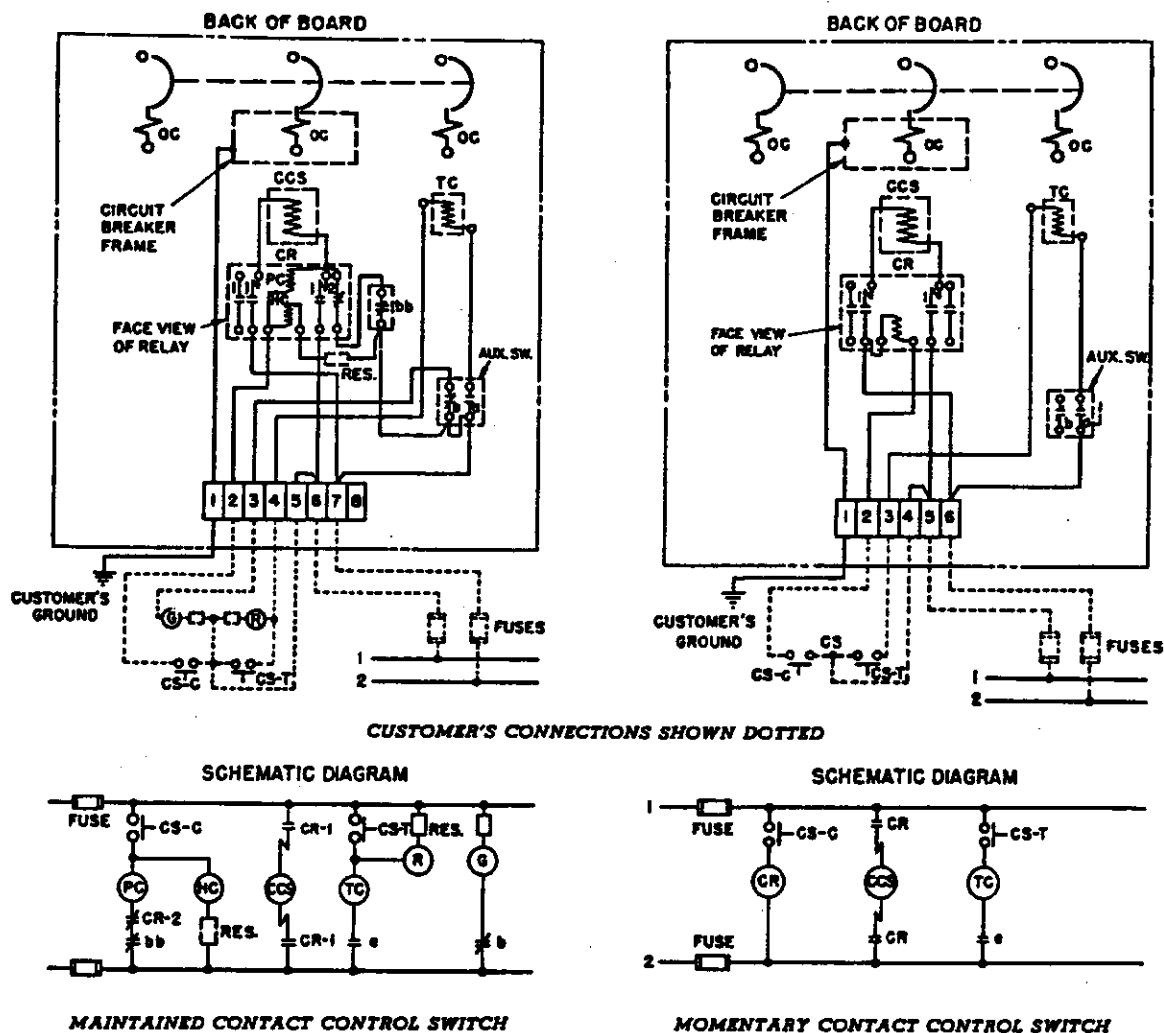 BACK OF BOARD
OC
OC
OC
CCS
TC
CIRCUIT
BREAKER
FRAME
CR
PC
HC
bb
FACE VIEW
OF RELAY
RES.
AUX. SW.
b
a
1 2 3 4 5 6 7 8
CUSTOMER'S
GROUND
G
R
FUSES
CS-C
CS-T
1
2
BACK OF BOARD
OC
OC
OC
CCS
TC
CIRCUIT
BREAKER
FRAME
CR
FACE VIEW
OF RELAY
AUX. SW.
b
a
1 2 3 4 5 6
CUSTOMER'S
GROUND
CS
CS-C
CS-T
FUSES
1
2
CUSTOMER'S CONNECTIONS SHOWN DOTTED
SCHEMATIC DIAGRAM
FUSE
CS-C
CR-1
CS-T
RES.
R
G
PC
HC
CCS
TC
CR-2
bb
RES.
CR-1
a
b
MAINTAINED CONTACT CONTROL SWITCH
SCHEMATIC DIAGRAM
1
FUSE
CS-C
CR
CS-T
CR
CCS
TC
CR
a
FUSE
2
MOMENTARY CONTACT CONTROL SWITCH